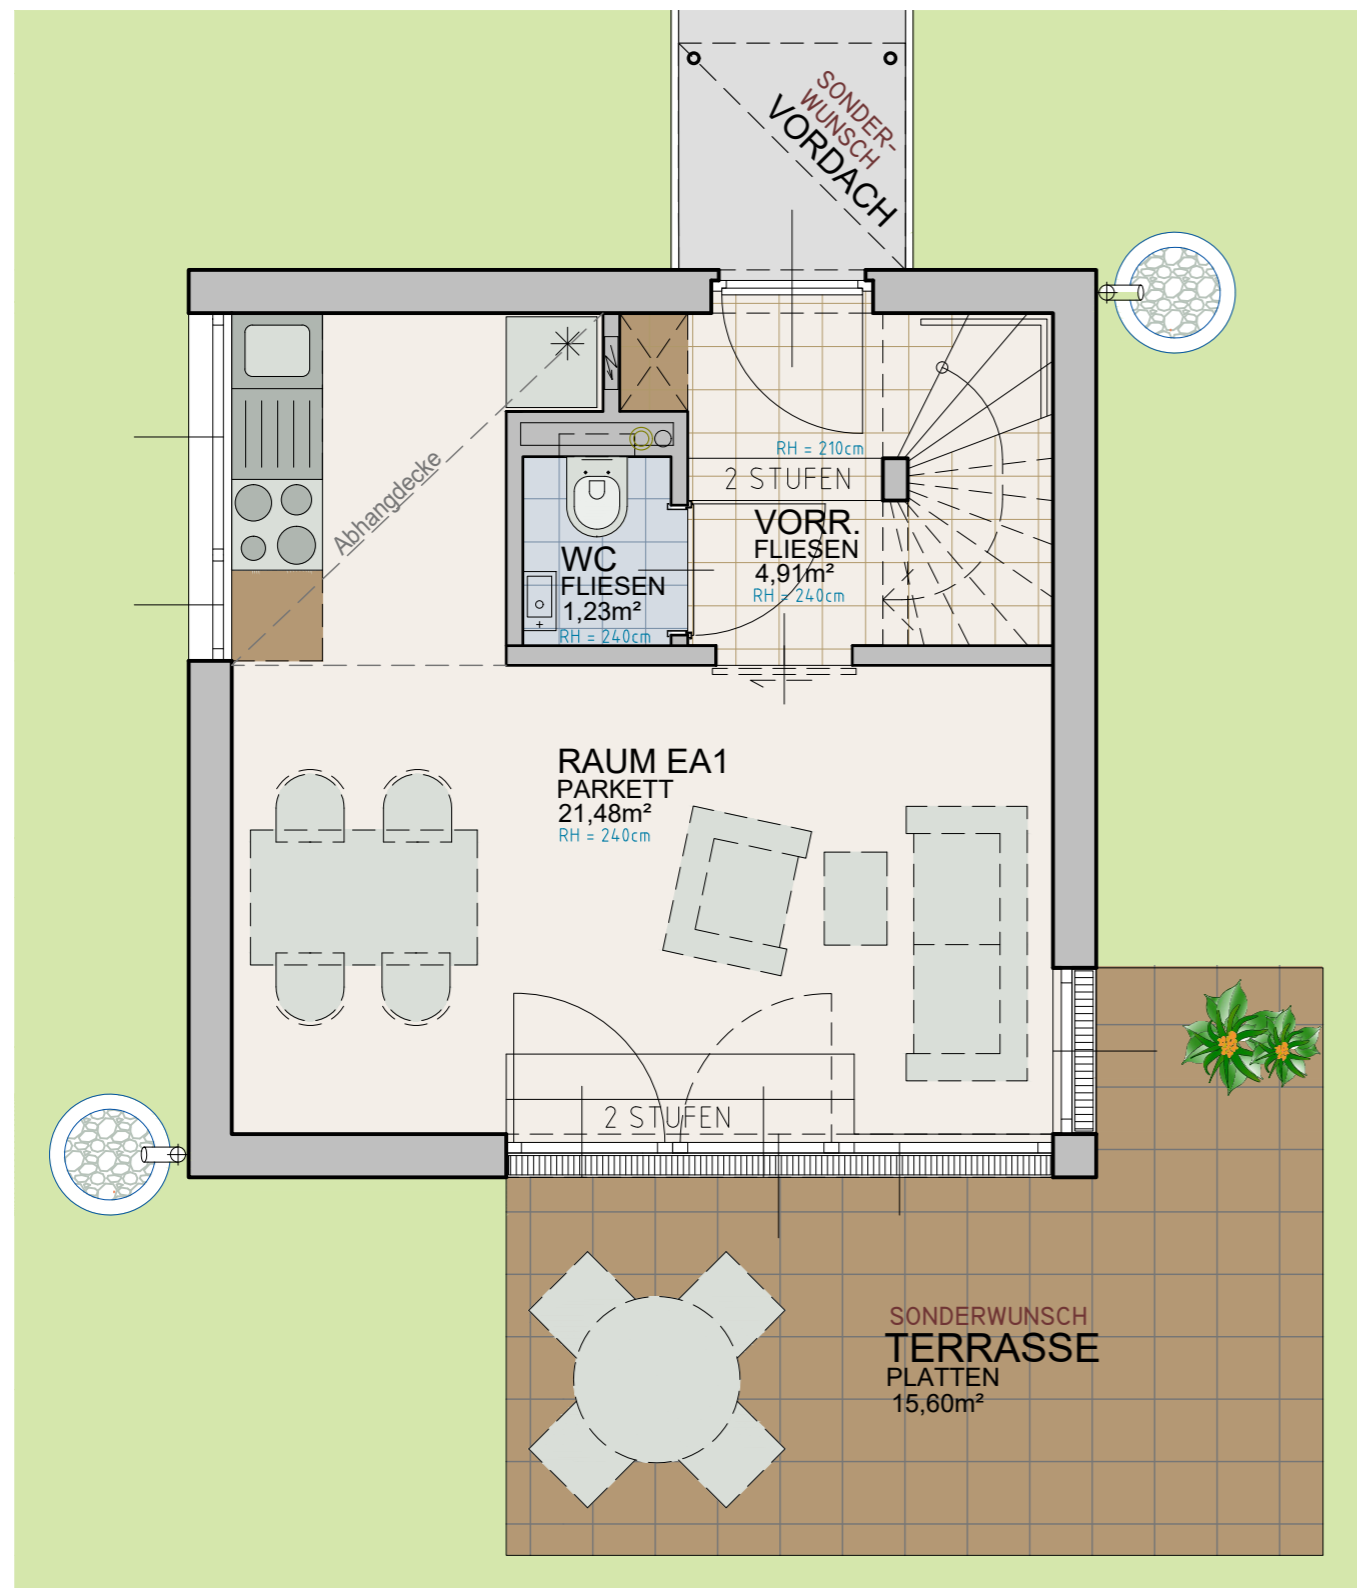 SONDER-
WUNSCH
VORDACH
RH = 210cm
2 STUFEN
Abhangdecke
VORR.
FLIESEN
4,91m²
RH = 240cm
WC
FLIESEN
1,23m²
RH = 240cm
RAUM EA1
PARKETT
21,48m²
RH = 240cm
2 STUFEN
SONDERWUNSCH
TERRASSE
PLATTEN
15,60m²